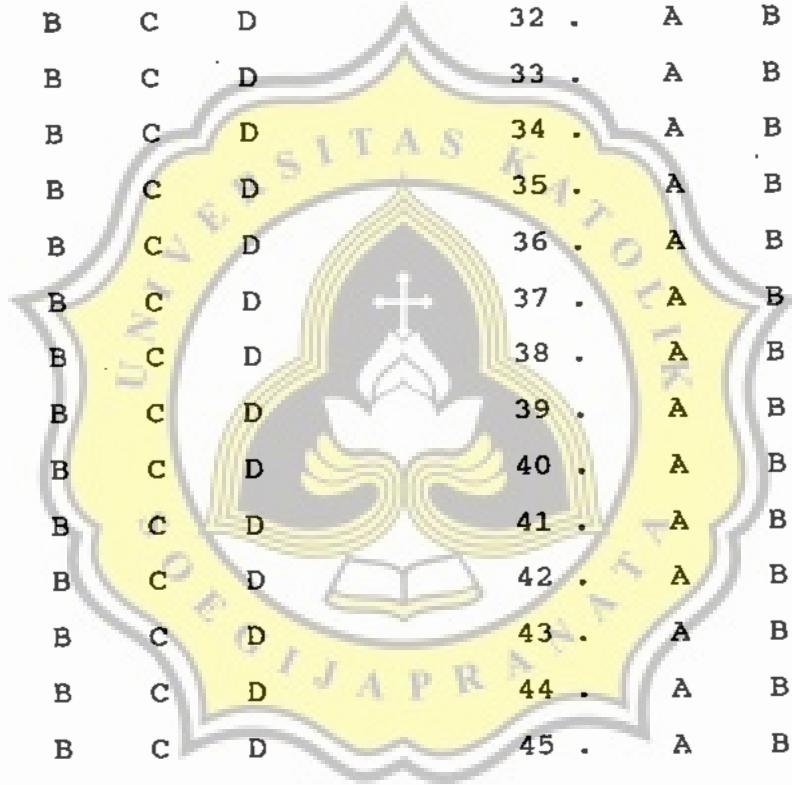 B C D 32 . A B
B C D 33 . A B
B C D 34 . A B
B C D 35 . A B
B C D 36 . A B
B C D 37 . A B
B C D 38 . A B
B C D 39 . A B
B C D 40 . A B
B C D 41 . A B
B C D 42 . A B
B C D 43 . A B
B C D 44 . A B
B C D 45 . A B
UNIVERSITAS KATOLIK
SOEGIJAPRANATA